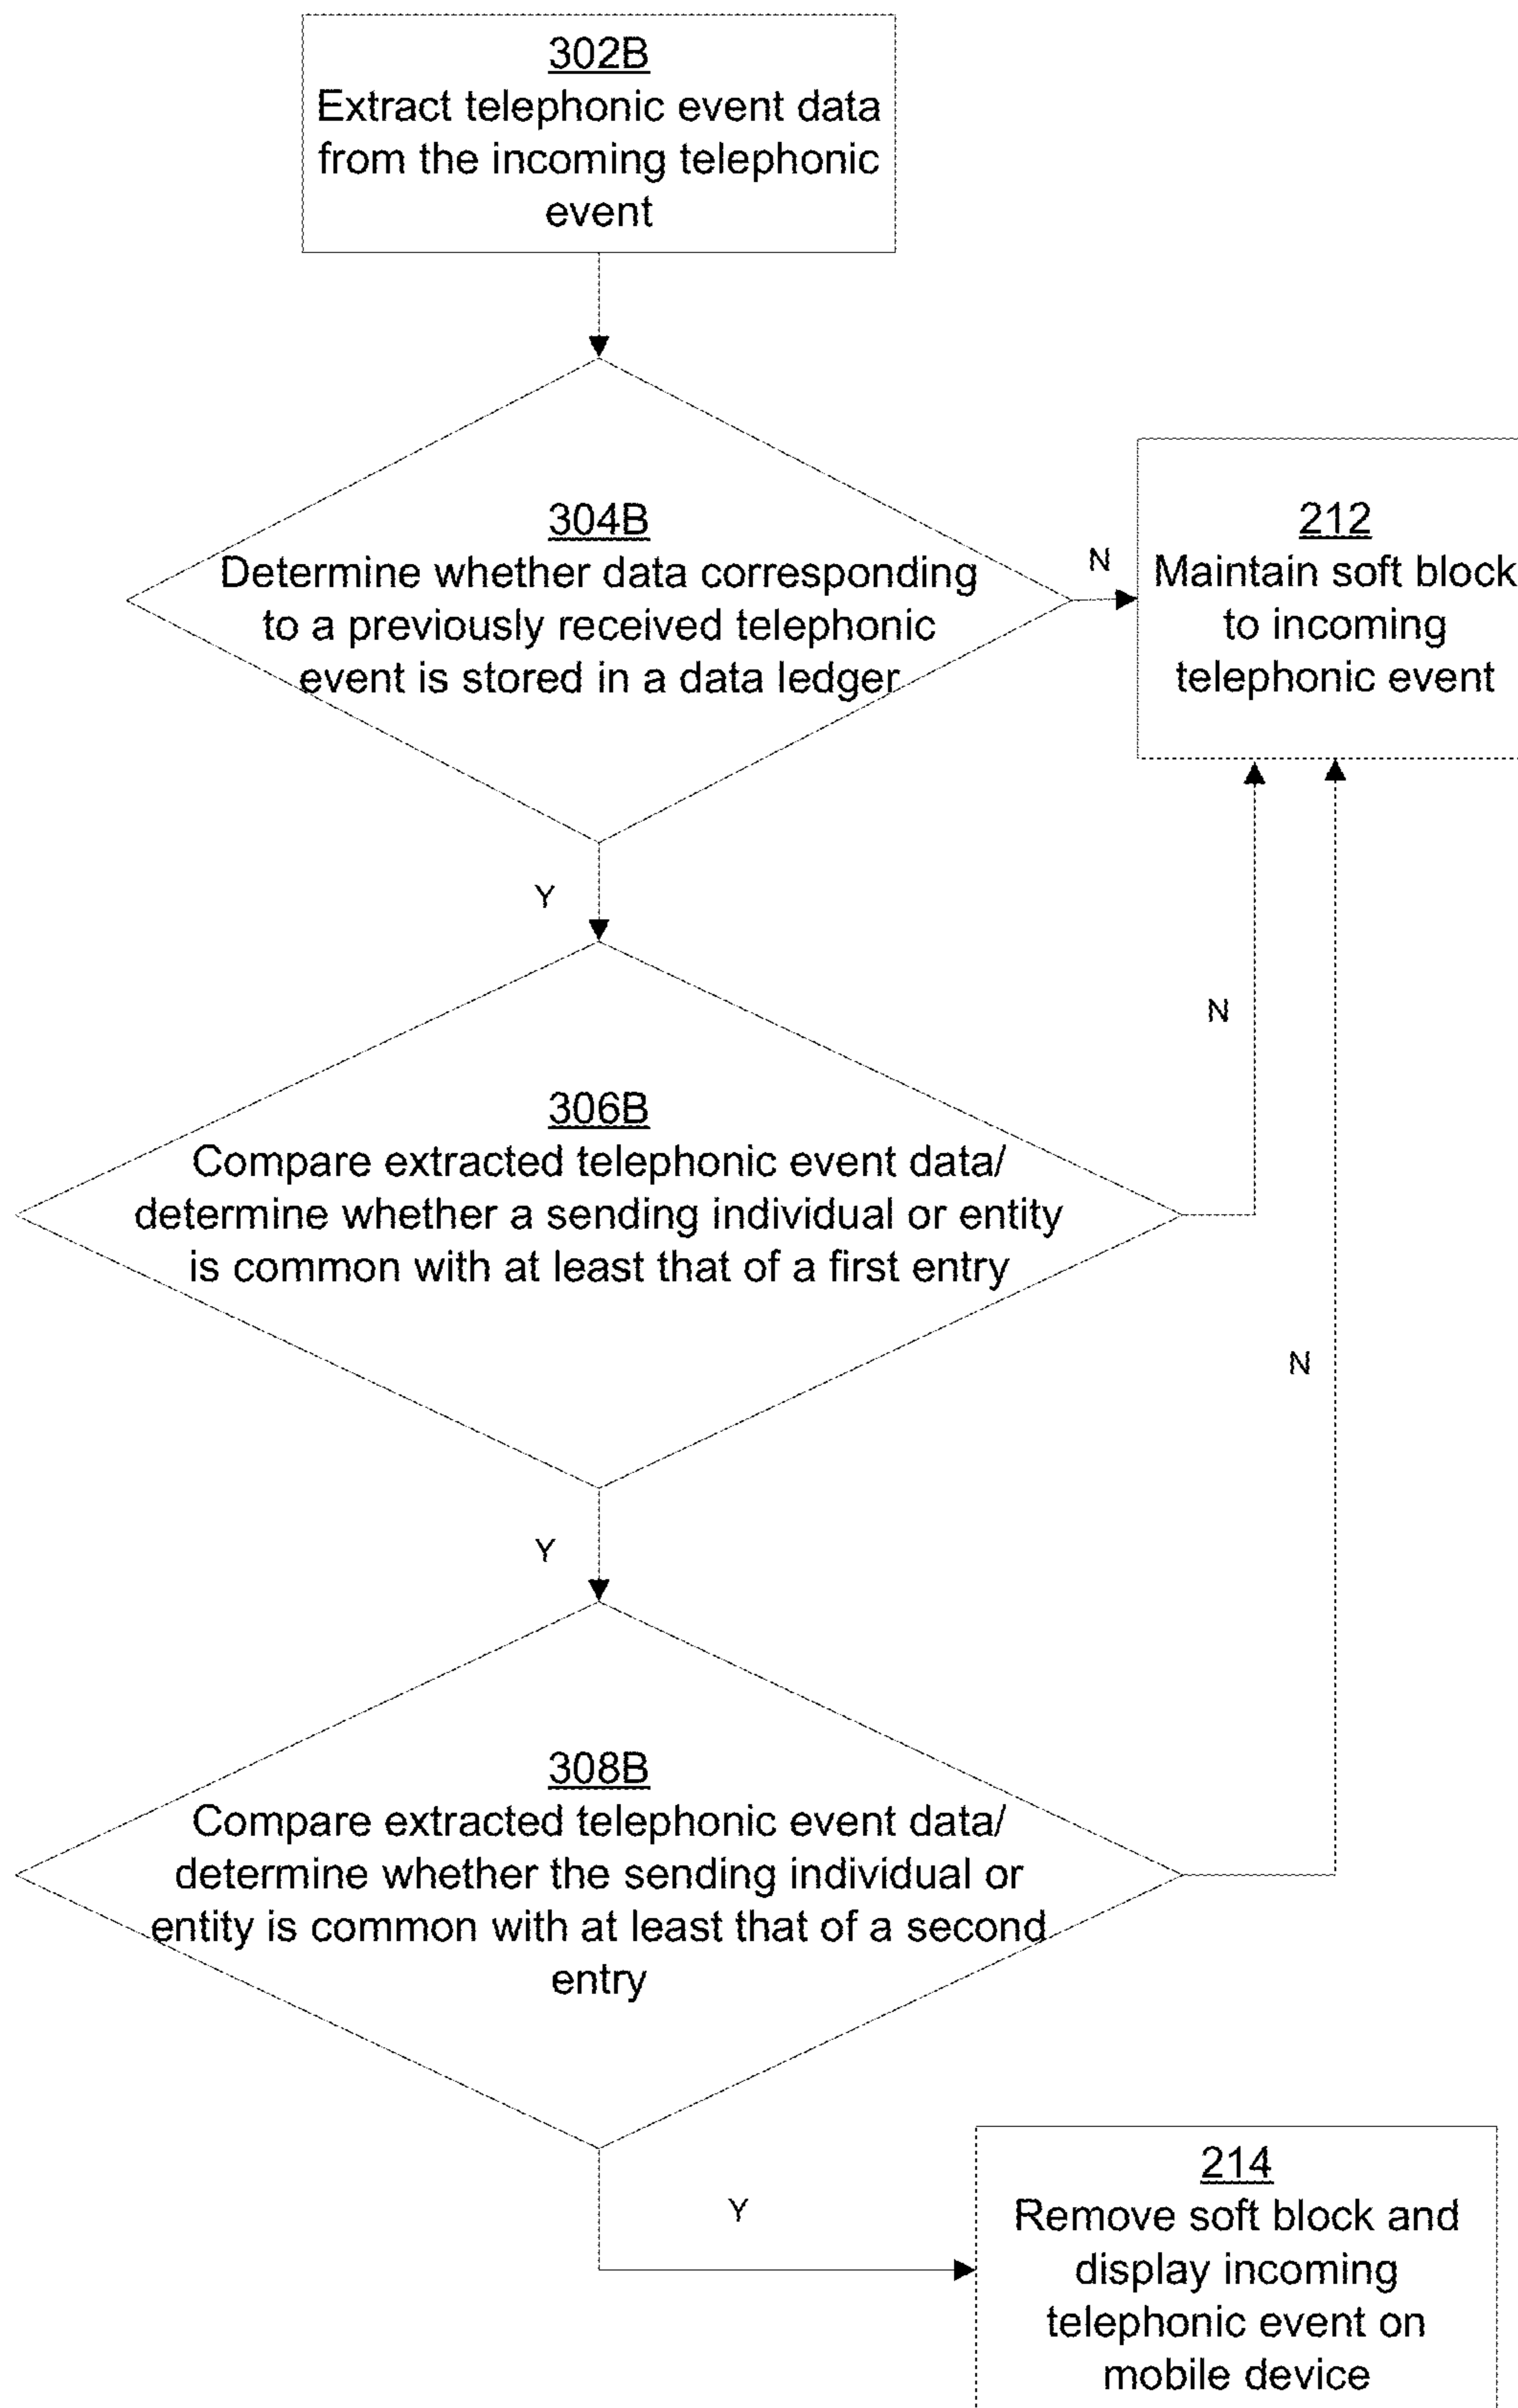 302B
Extract telephonic event data
from the incoming telephonic
event
304B
Determine whether data corresponding
to a previously received telephonic
event is stored in a data ledger
N
212
Maintain soft block
to incoming
telephonic event
Y
N
306B
Compare extracted telephonic event data/
determine whether a sending individual or entity
is common with at least that of a first entry
N
Y
308B
Compare extracted telephonic event data/
determine whether the sending individual or
entity is common with at least that of a second
entry
Y
214
Remove soft block and
display incoming
telephonic event on
mobile device